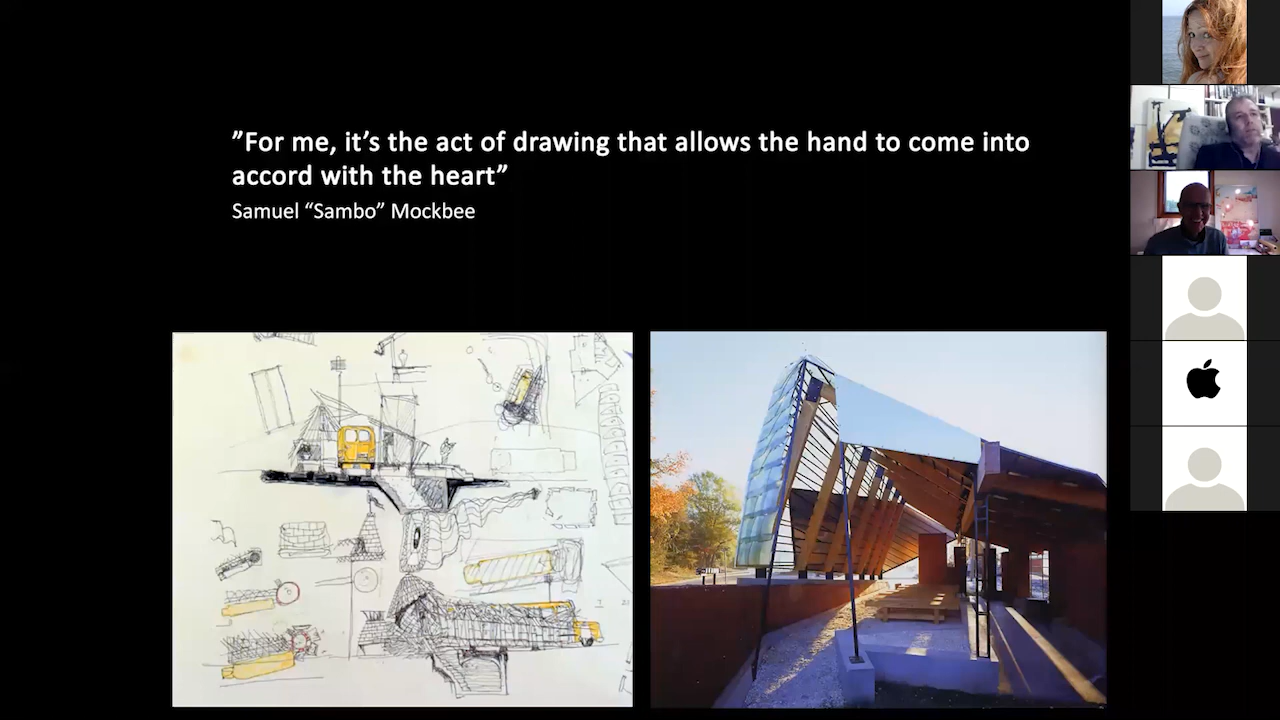 ”For me, it’s the act of drawing that allows the hand to come into
accord with the heart”
Samuel “Sambo” Mockbee